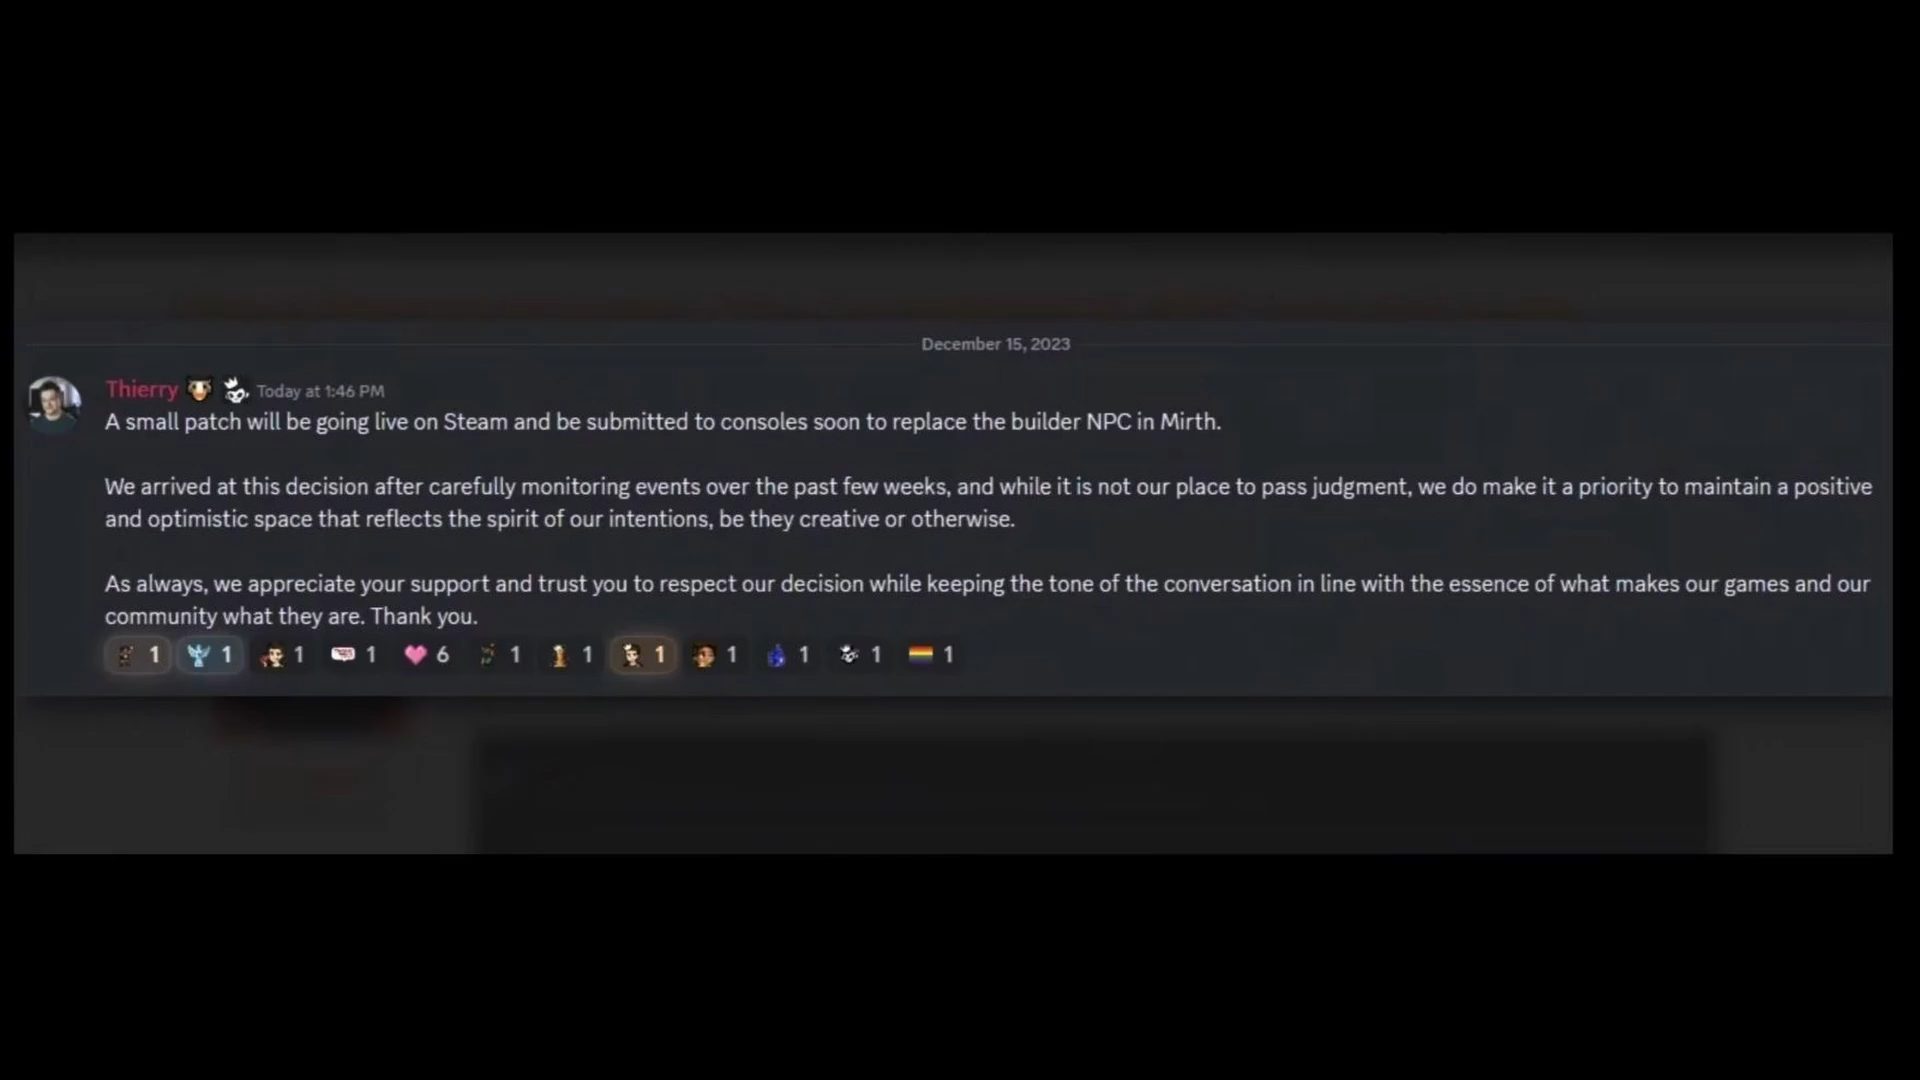 December 15, 2023
Thierry Today at 1:46 PM
A small patch will be going live on Steam and be submitted to consoles soon to replace the builder NPC in Mirth.
We arrived at this decision after carefully monitoring events over the past few weeks, and while it is not our place to pass judgment, we do make it a priority to maintain a positive
and optimistic space that reflects the spirit of our intentions, be they creative or otherwise.
As always, we appreciate your support and trust you to respect our decision while keeping the tone of the conversation in line with the essence of what makes our games and our
community what they are. Thank you.
1 1 1 1 6 1 1 1 1 1 1 1